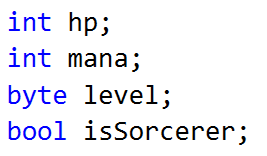 int hp;
int mana;
byte level;
bool isSorcerer;